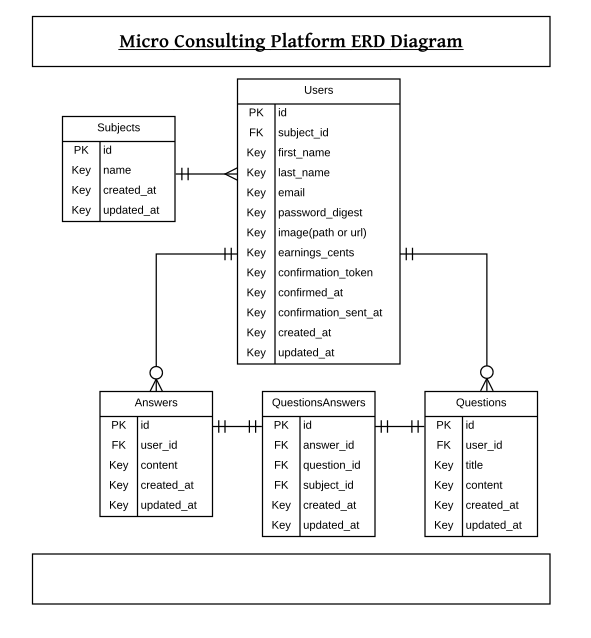 Micro Consulting Platform ERD Diagram
Users
PK id
FK subject_id
Key first_name
Key last_name
Key email
Key password_digest
Key image(path or url)
Key earnings_cents
Key confirmation_token
Key confirmed_at
Key confirmation_sent_at
Key created_at
Key updated_at
Subjects
PK id
Key name
Key created_at
Key updated_at
Answers
PK id
FK user_id
Key content
Key created_at
Key updated_at
QuestionsAnswers
PK id
FK answer_id
FK question_id
FK subject_id
Key created_at
Key updated_at
Questions
PK id
FK user_id
Key title
Key content
Key created_at
Key updated_at